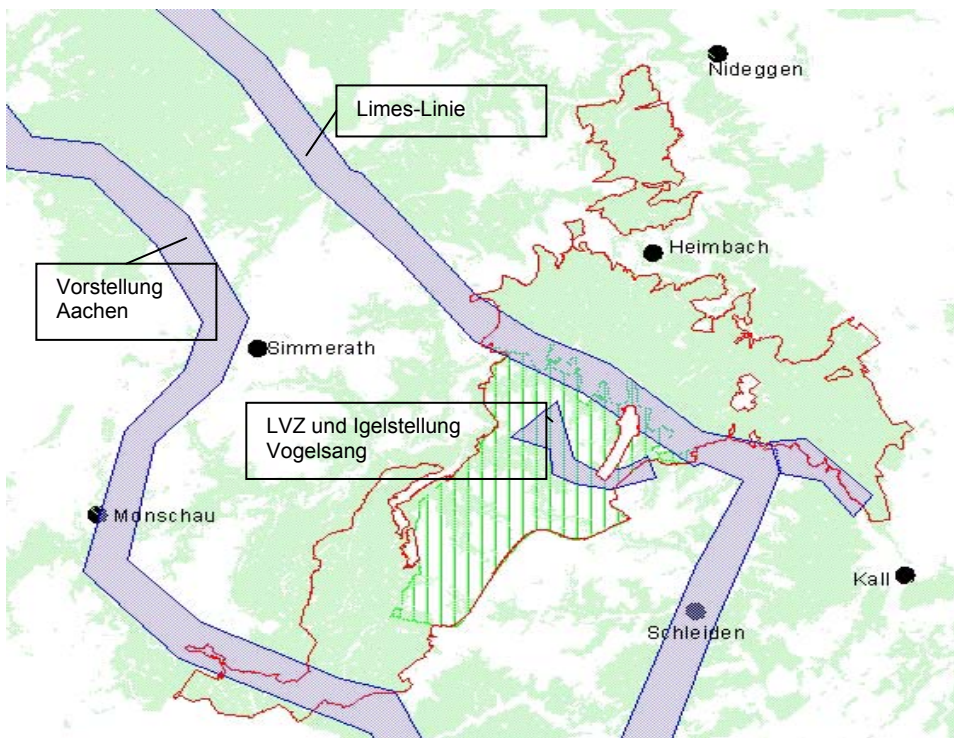 Nideggen
Limes-Linie
Heimbach
Vorstellung
Aachen
Simmerath
LVZ und Igelstellung
Vogelsang
Monschau
Kall
Schleiden